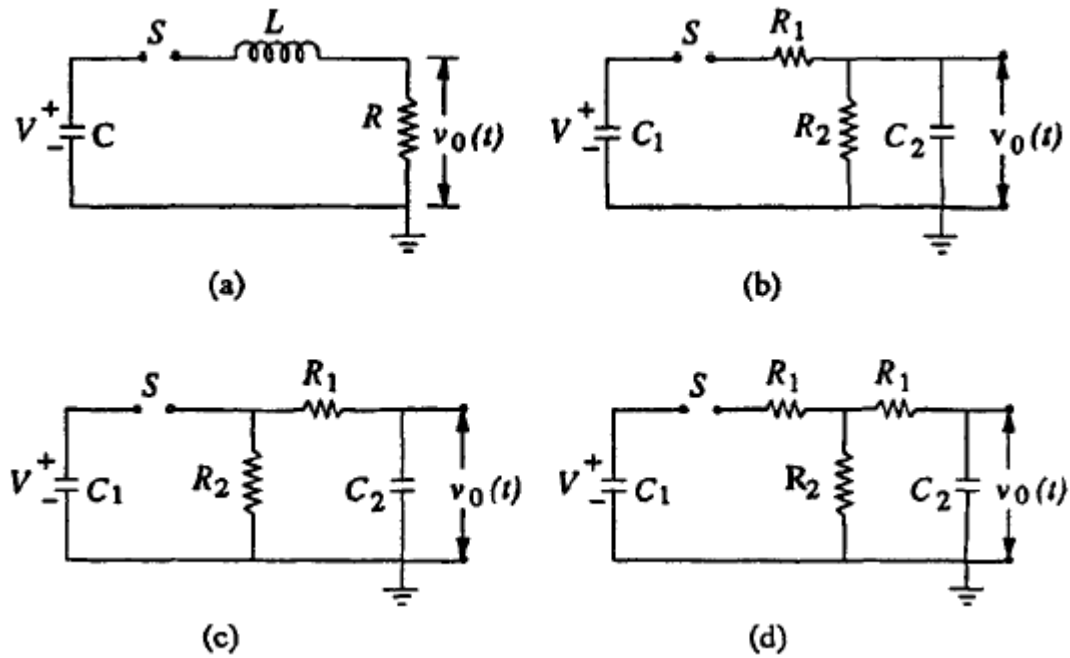 S L
V + - C R v0(t)
(a)
S R1
V + - C1 R2 C2 v0(t)
(b)
S R1
V + - C1 R2 C2 v0(t)
(c)
S R1 R1
V + - C1 R2 C2 v0(t)
(d)